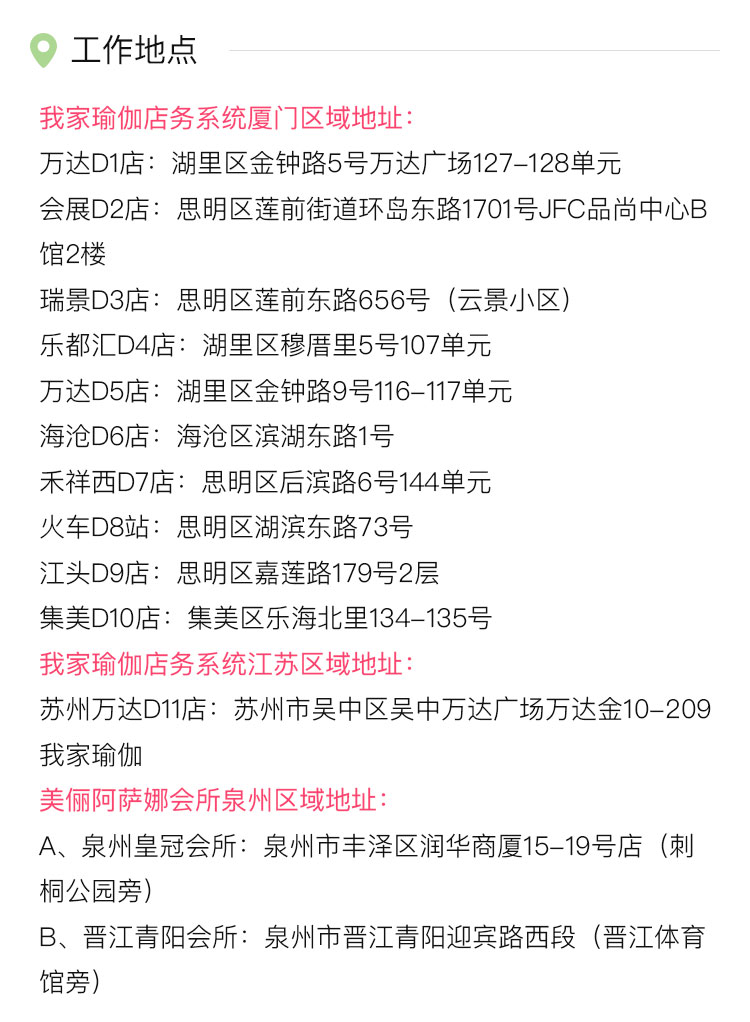 工作地点
我家瑜伽店务系统厦门区域地址：
万达D1店：湖里区金钟路5号万达广场127-128单元
会展D2店：思明区莲前街道环岛东路1701号JFC品尚中心B
馆2楼
瑞景D3店：思明区莲前东路656号（云景小区）
乐都汇D4店：湖里区穆厝里5号107单元
万达D5店：湖里区金钟路9号116-117单元
海沧D6店：海沧区滨湖东路1号
禾祥西D7店：思明区后滨路6号144单元
火车D8站：思明区湖滨东路73号
江头D9店：思明区嘉莲路179号2层
集美D10店：集美区乐海北里134-135号
我家瑜伽店务系统江苏区域地址：
苏州万达D11店：苏州市吴中区吴中万达广场万达金10-209
我家瑜伽
美俪阿萨娜会所泉州区域地址：
A、泉州皇冠会所：泉州市丰泽区润华商厦15-19号店（刺
桐公园旁）
B、晋江青阳会所：泉州市晋江青阳迎宾路西段（晋江体育
馆旁）